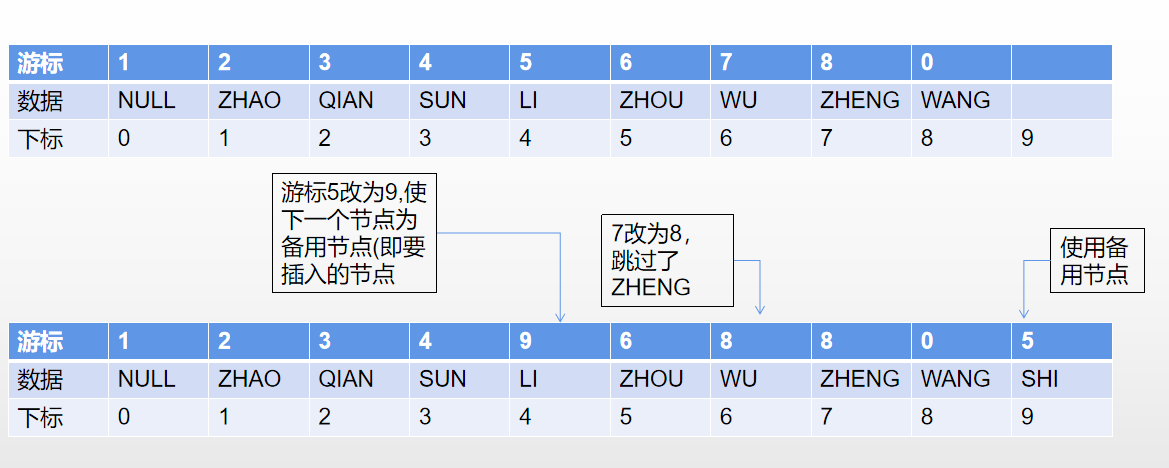 游标 1 2 3 4 5 6 7 8 0
数据 NULL ZHAO QIAN SUN LI ZHOU WU ZHENG WANG
下标 0 1 2 3 4 5 6 7 8 9
游标5改为9,使
下一个节点为
备用节点(即要
插入的节点
7改为8，
跳过了
ZHENG
使用备
用节点
游标 1 2 3 4 9 6 8 8 0 5
数据 NULL ZHAO QIAN SUN LI ZHOU WU ZHENG WANG SHI
下标 0 1 2 3 4 5 6 7 8 9